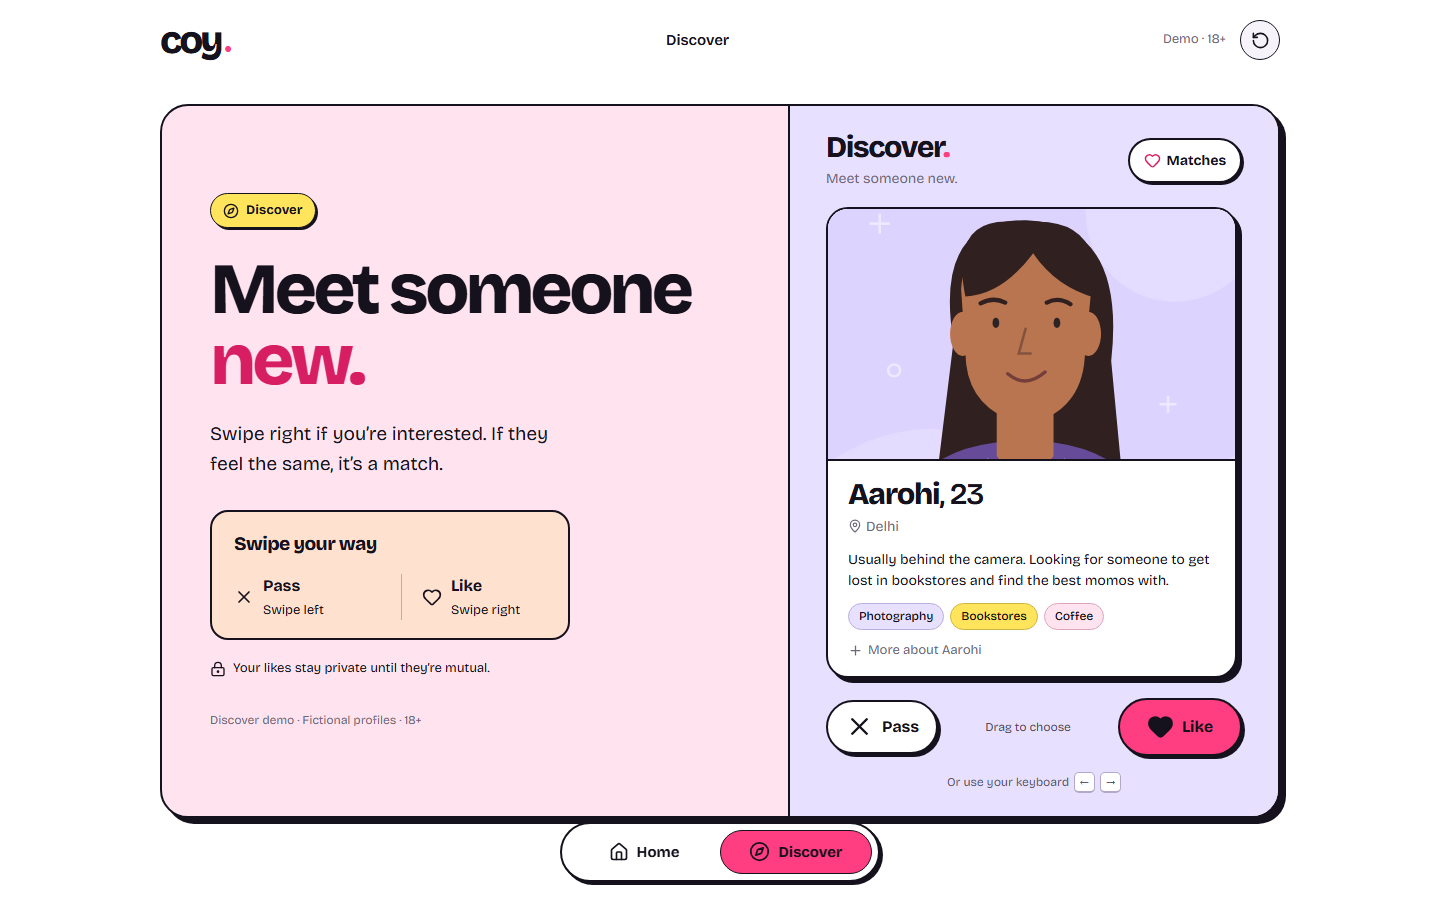 coy.
Discover
Demo · 18+
Discover
Meet someone
new.
Swipe right if you're interested. If they
feel the same, it's a match.
Swipe your way
Pass
Swipe left
Like
Swipe right
Your likes stay private until they're mutual.
Discover demo · Fictional profiles · 18+
Discover.
Meet someone new.
Matches
Aarohi, 23
Delhi
Usually behind the camera. Looking for someone to get
lost in bookstores and find the best momos with.
Photography
Bookstores
Coffee
More about Aarohi
Pass
Drag to choose
Like
Or use your keyboard ← →
Home
Discover